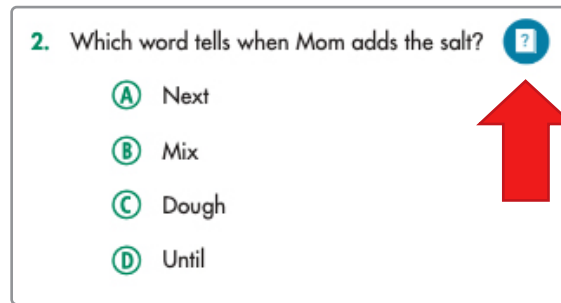 2. Which word tells when Mom adds the salt? ?
A Next
B Mix
C Dough
D Until